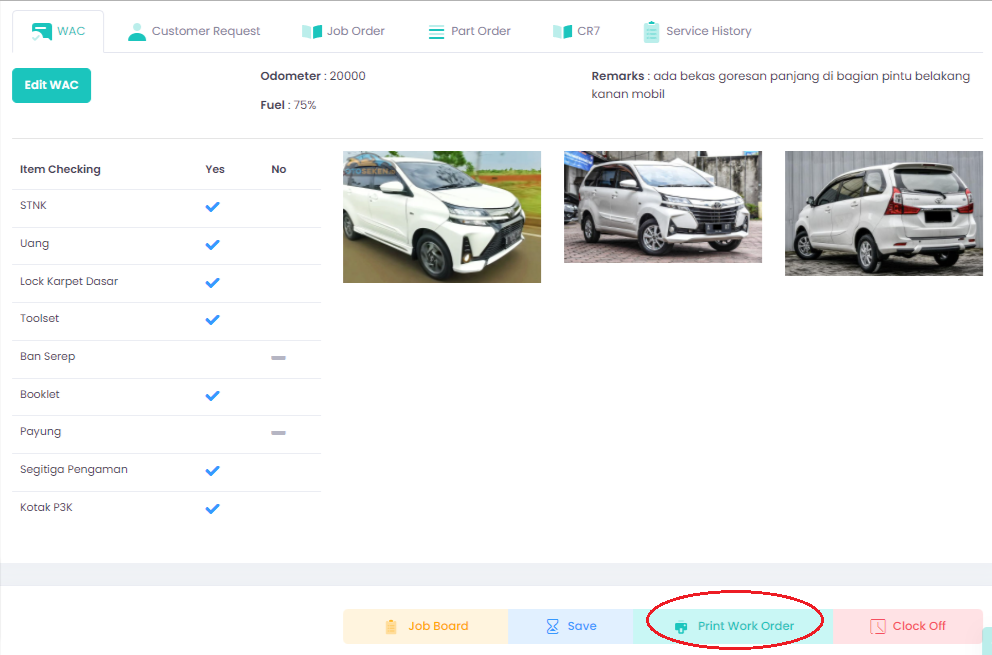 WAC
Customer Request
Job Order
Part Order
CR7
Service History
Edit WAC
Odometer : 20000
Fuel : 75%
Remarks : ada bekas goresan panjang di bagian pintu belakang
kanan mobil
Item Checking Yes No
STNK
Uang
Lock Karpet Dasar
Toolset
Ban Serep
Booklet
Payung
Segitiga Pengaman
Kotak P3K
Job Board
Save
Print Work Order
Clock Off